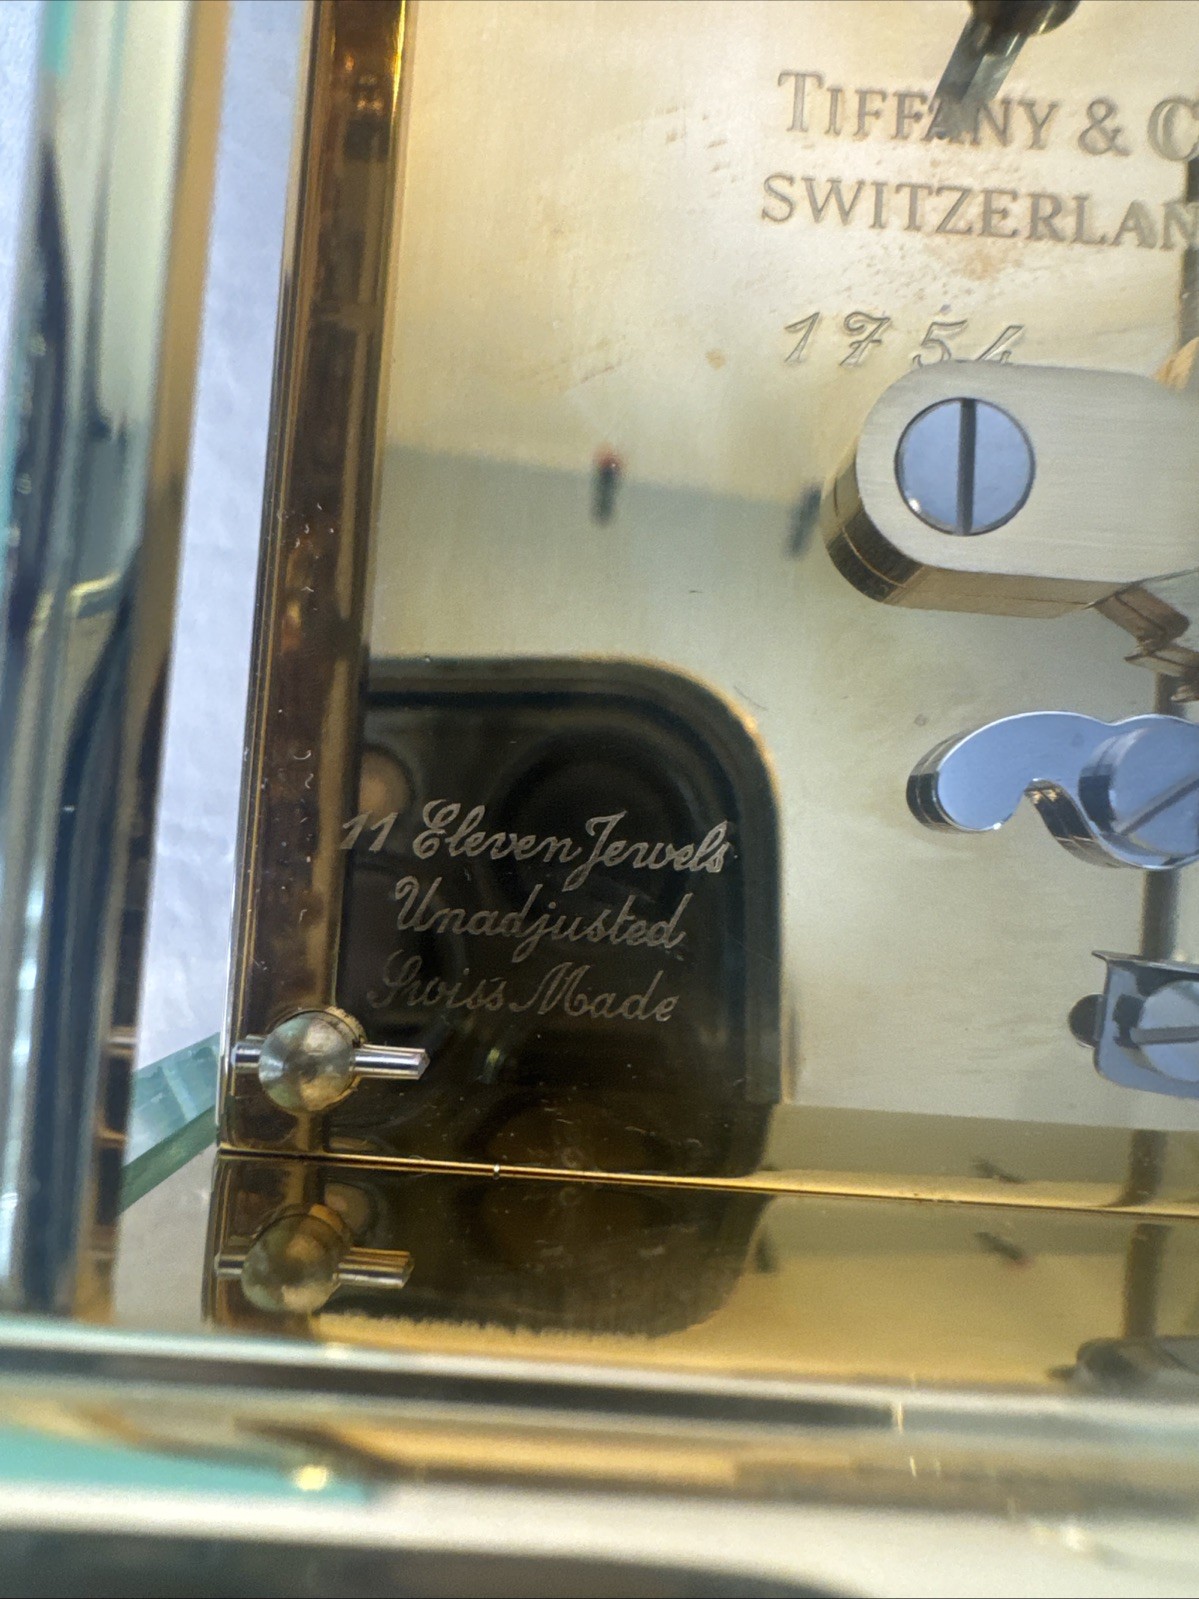 TIFFANY & C
SWITZERLAN
1754
11 Eleven Jewels
Unadjusted
Swiss Made